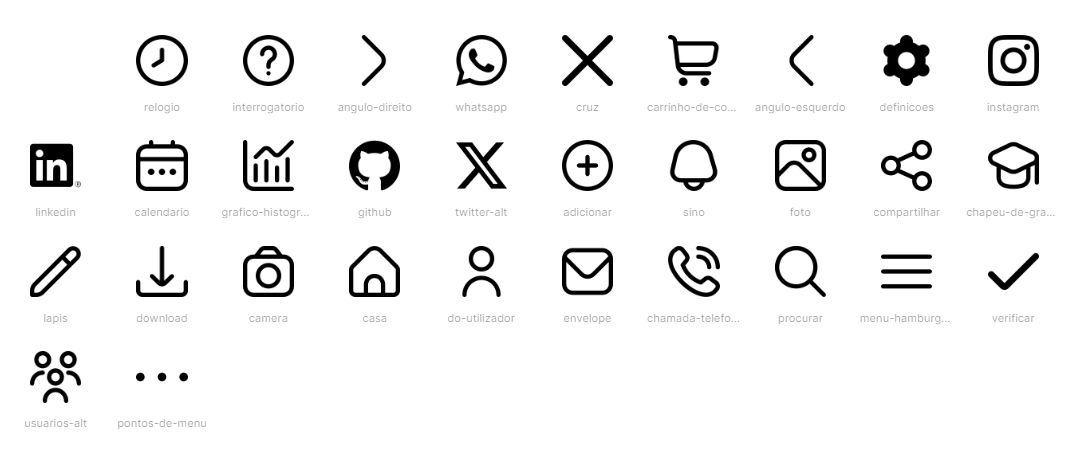 relogio
interrogatorio
angulo-direito
whatsapp
cruz
carrinho-de-co...
angulo-esquerdo
definicoes
instagram
in
®
linkedin
calendario
grafico-histogr...
github
twitter-alt
adicionar
sino
foto
compartilhar
chapeu-de-gra...
lapis
download
camera
casa
do-utilizador
envelope
chamada-telefo...
procurar
menu-hamburg...
verificar
usuarios-alt
pontos-de-menu